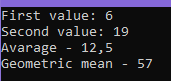 First value: 6
Second value: 19
Avarage - 12,5
Geometric mean - 57